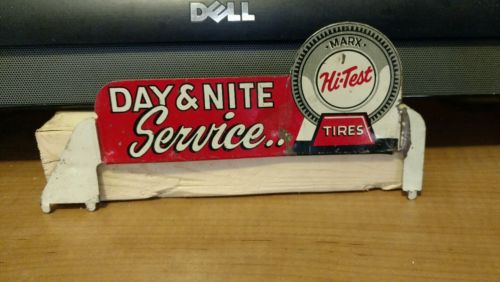 DELL
MARX
Hi-Test
TIRES
DAY & NITE
Service..